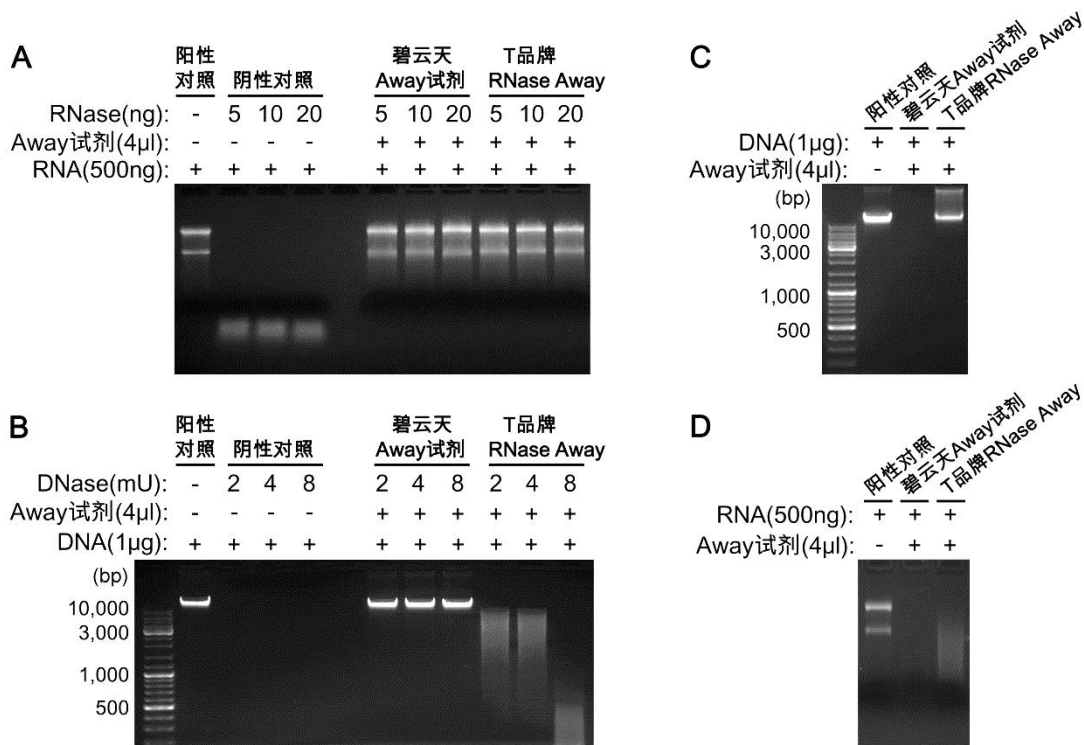 A
阳性
对照
阴性对照
碧云天
Away试剂
T品牌
RNase Away
RNase(ng): - 5 10 20 5 10 20 5 10 20
Away试剂(4μl): - - - - + + + + + +
RNA(500ng): + + + + + + + + + +
B
阳性
对照
阴性对照
碧云天
Away试剂
T品牌
RNase Away
DNase(mU): - 2 4 8 2 4 8 2 4 8
Away试剂(4μl): - - - - + + + + + +
DNA(1μg): + + + + + + + + + +
(bp)
10,000
3,000
1,000
500
C
阳性对照
碧云天Away试剂
T品牌RNase Away
DNA(1μg): + + +
Away试剂(4μl): - + +
(bp)
10,000
3,000
1,000
500
D
阳性对照
碧云天Away试剂
T品牌RNase Away
RNA(500ng): + + +
Away试剂(4μl): - + +